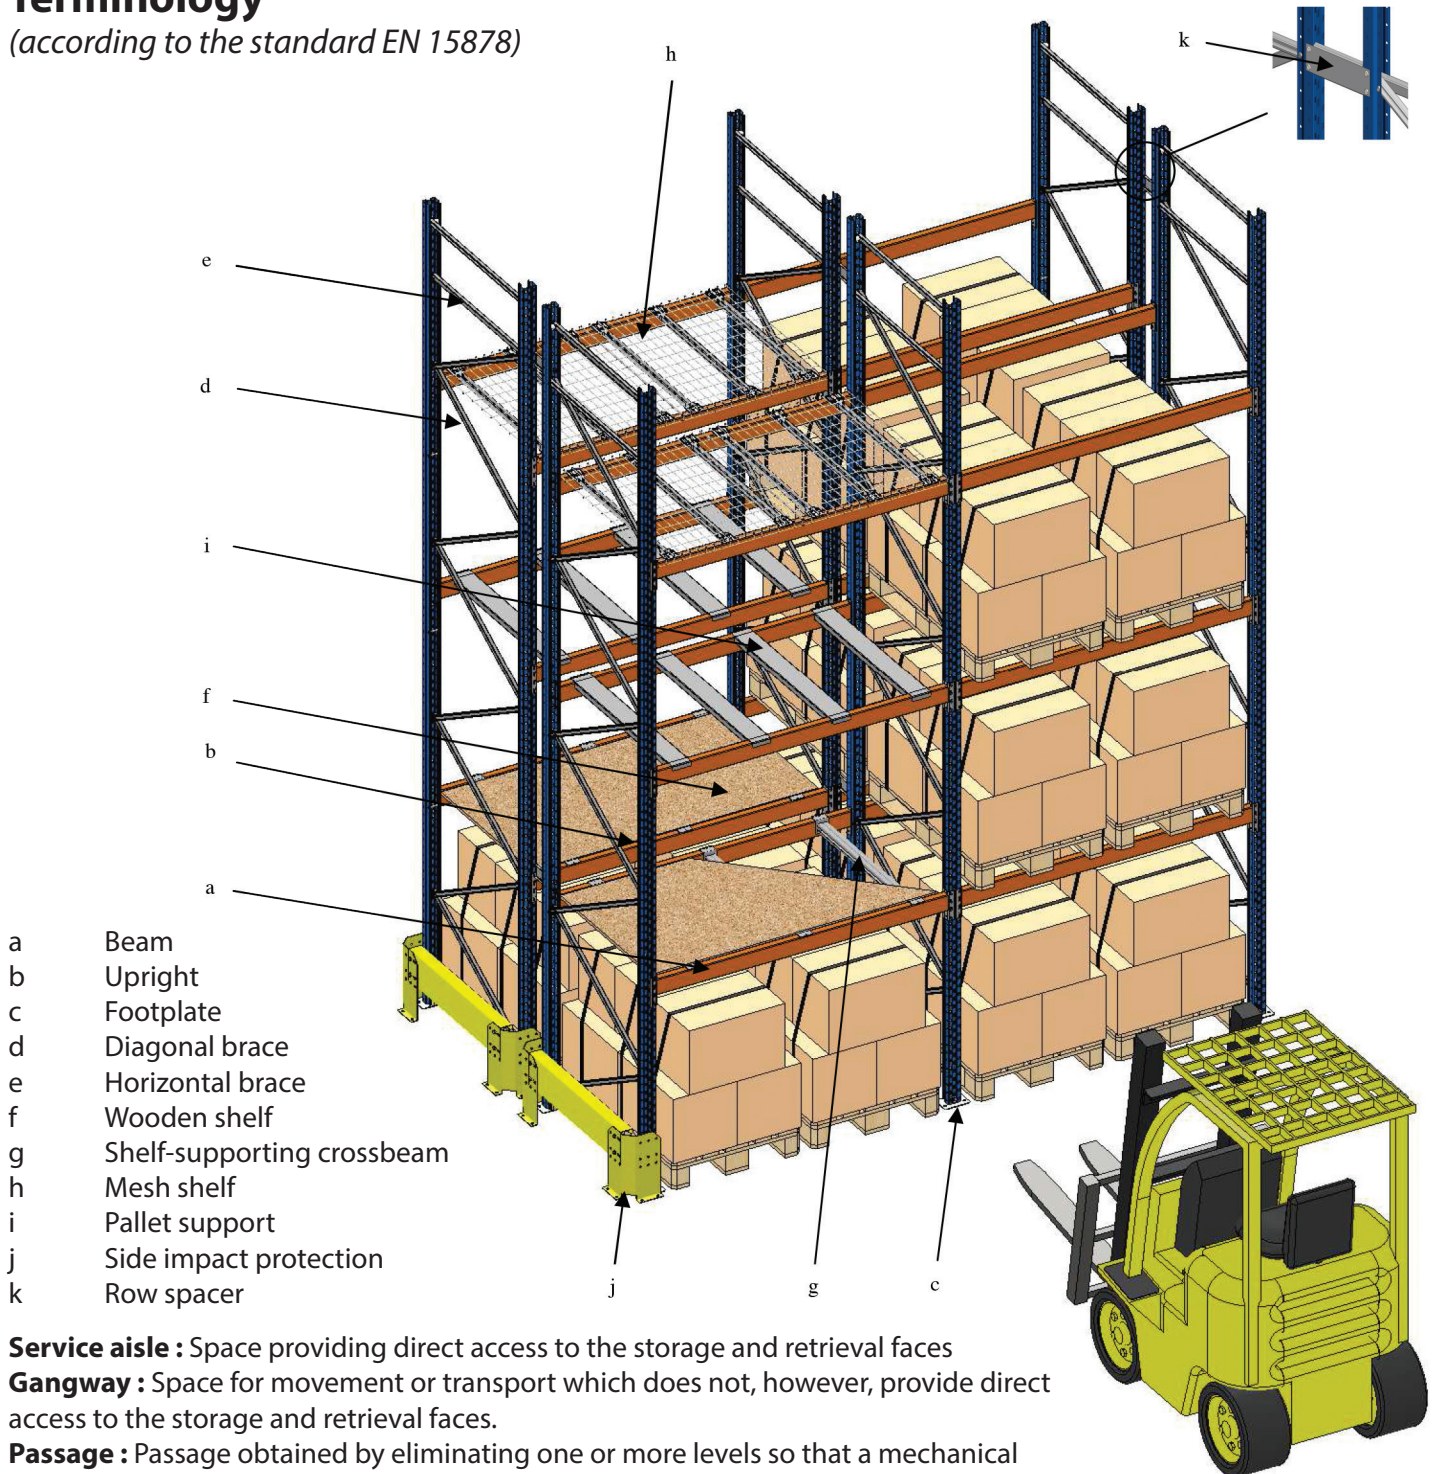 Terminology
(according to the standard EN 15878)
h
k
e
d
i
f
b
a
a Beam
b Upright
c Footplate
d Diagonal brace
e Horizontal brace
f Wooden shelf
g Shelf-supporting crossbeam
h Mesh shelf
i Pallet support
j Side impact protection
k Row spacer
j
g
c
Service aisle : Space providing direct access to the storage and retrieval faces
Gangway : Space for movement or transport which does not, however, provide direct
access to the storage and retrieval faces.
Passage : Passage obtained by eliminating one or more levels so that a mechanical